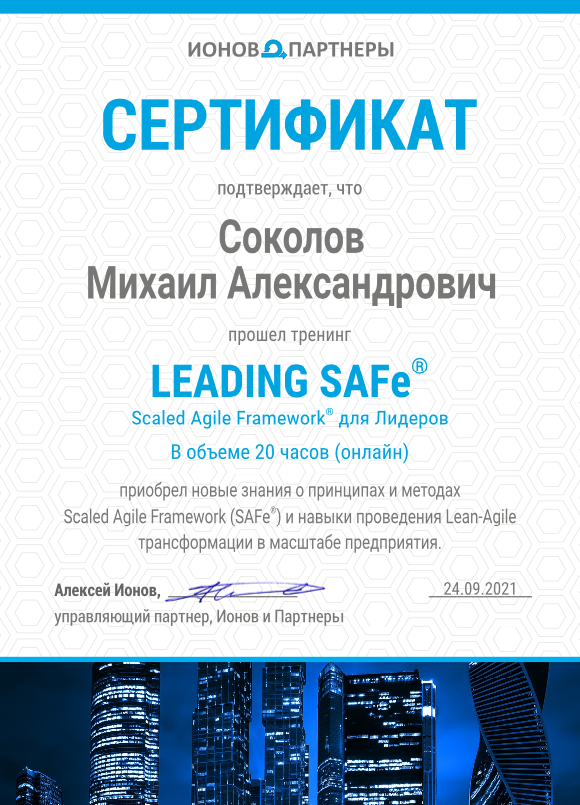 ИОНОВ ПАРТНЕРЫ
СЕРТИФИКАТ
подтверждает, что
Соколов
Михаил Александрович
прошел тренинг
LEADING SAFe®
Scaled Agile Framework® для Лидеров
В объеме 20 часов (онлайн)
приобрел новые знания о принципах и методах
Scaled Agile Framework (SAFe®) и навыки проведения Lean-Agile
трансформации в масштабе предприятия.
Алексей Ионов, 24.09.2021
управляющий партнер, Ионов и Партнеры